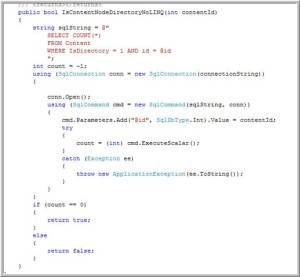 /// <returns></returns>
public bool IsContentNodeDirectoryNoLINQ(int contentId)
{
string sqlString = @"
SELECT COUNT(*)
FROM Content
WHERE IsDirectory = 1 AND id = @id
";
int count = -1;
using (SqlConnection conn = new SqlConnection(connectionString))
{
conn.Open();
using (SqlCommand cmd = new SqlCommand(sqlString, conn))
{
cmd.Parameters.Add("@id", SqlDbType.Int).Value = contentId;
try
{
count = (int) cmd.ExecuteScalar();
}
catch (Exception ee)
{
throw new ApplicationException(ee.ToString());
}
}
}
if (count == 0)
{
return true;
}
else
{
return false;
}
}